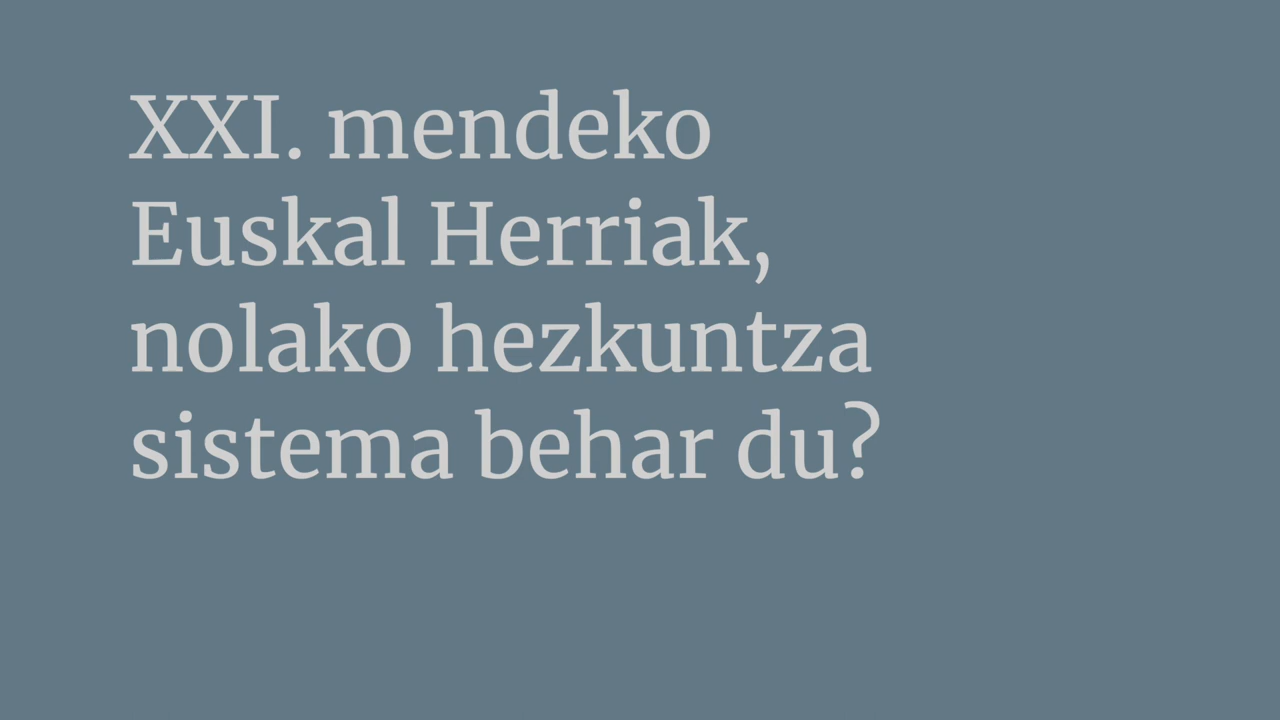 XXI. mendeko
Euskal Herriak,
nolako hezkuntza
sistema behar du?